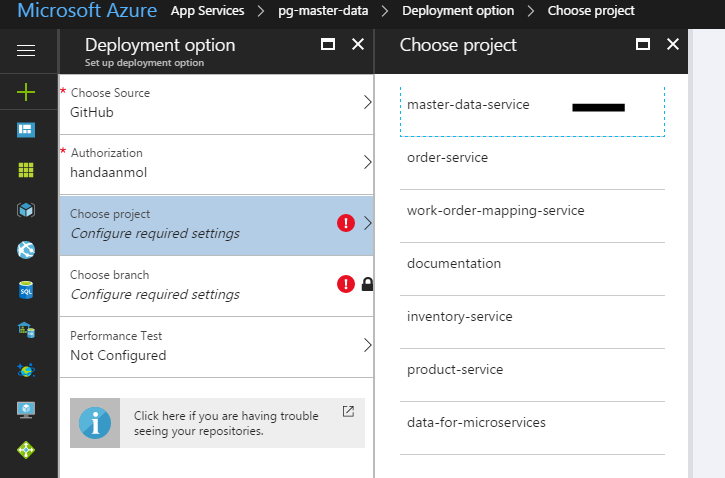 Microsoft Azure App Services > pg-master-data > Deployment option > Choose project
Deployment option
Set up deployment option
* Choose Source
GitHub
* Authorization
handaanmol
Choose project
Configure required settings
!
Choose branch
Configure required settings
!
Performance Test
Not Configured
Click here if you are having trouble
seeing your repositories.
SQL
Choose project
master-data-service
order-service
work-order-mapping-service
documentation
inventory-service
product-service
data-for-microservices